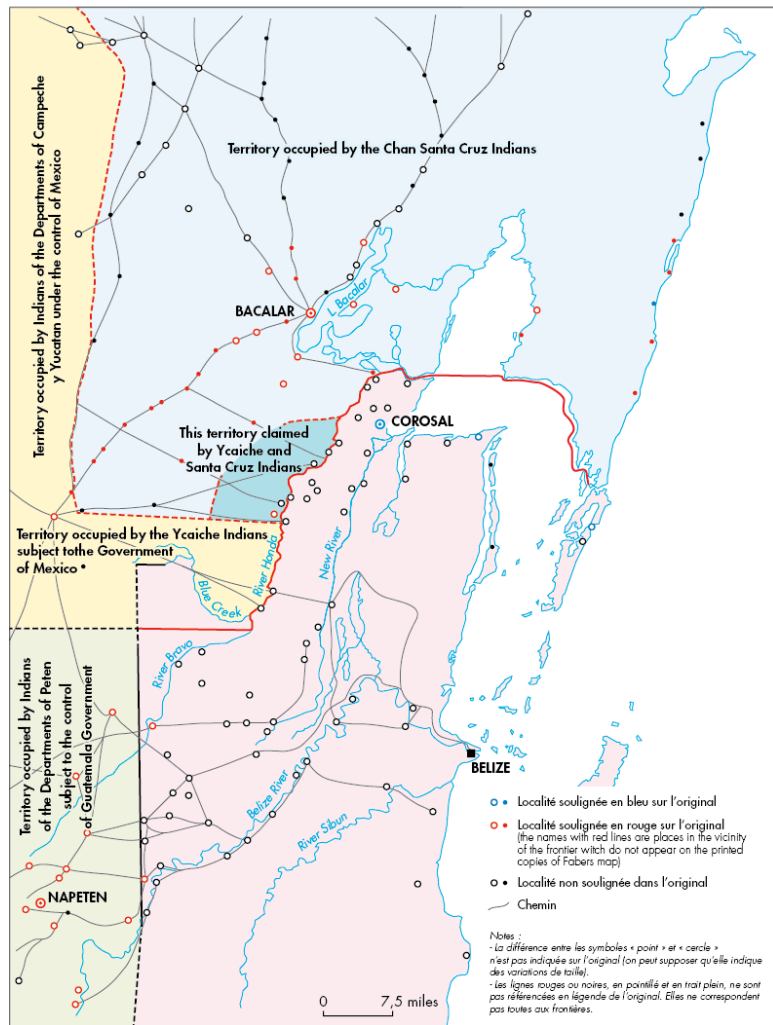 Territory occupied by Indians of the Departments of Campeche
y Yucatan under the control of Mexico
Territory occupied by the Chan Santa Cruz Indians
L. Bacalar
BACALAR
COROSAL
This territory claimed
by Ycaiche and
Santa Cruz Indians
Territory occupied by the Ycaiche Indians
subject tothe Government
of Mexico
River Honda
New River
Blue Creek
River Bravo
Territory occupied by Indians
of the Departments of Peten
subject to the control
of Guatemala Government
BELIZE
Belize River
River Sibun
NAPETEN
Localité soulignée en bleu sur l'original
Localité soulignée en rouge sur l'original
(the names with red lines are places in the vicinity
of the frontier witch do not appear on the printed
copies of Fabers map)
Localité non soulignée dans l'original
Chemin
Notes :
- La différence entre les symboles « point » et « cercle »
n'est pas indiquée sur l'original (on peut supposer qu'elle indique
des variations de taille).
- Les lignes rouges ou noires, en pointillé et en trait plein, ne sont
pas référencées en légende de l'original. Elles ne correspondent
pas toutes aux frontières.
0 7,5 miles